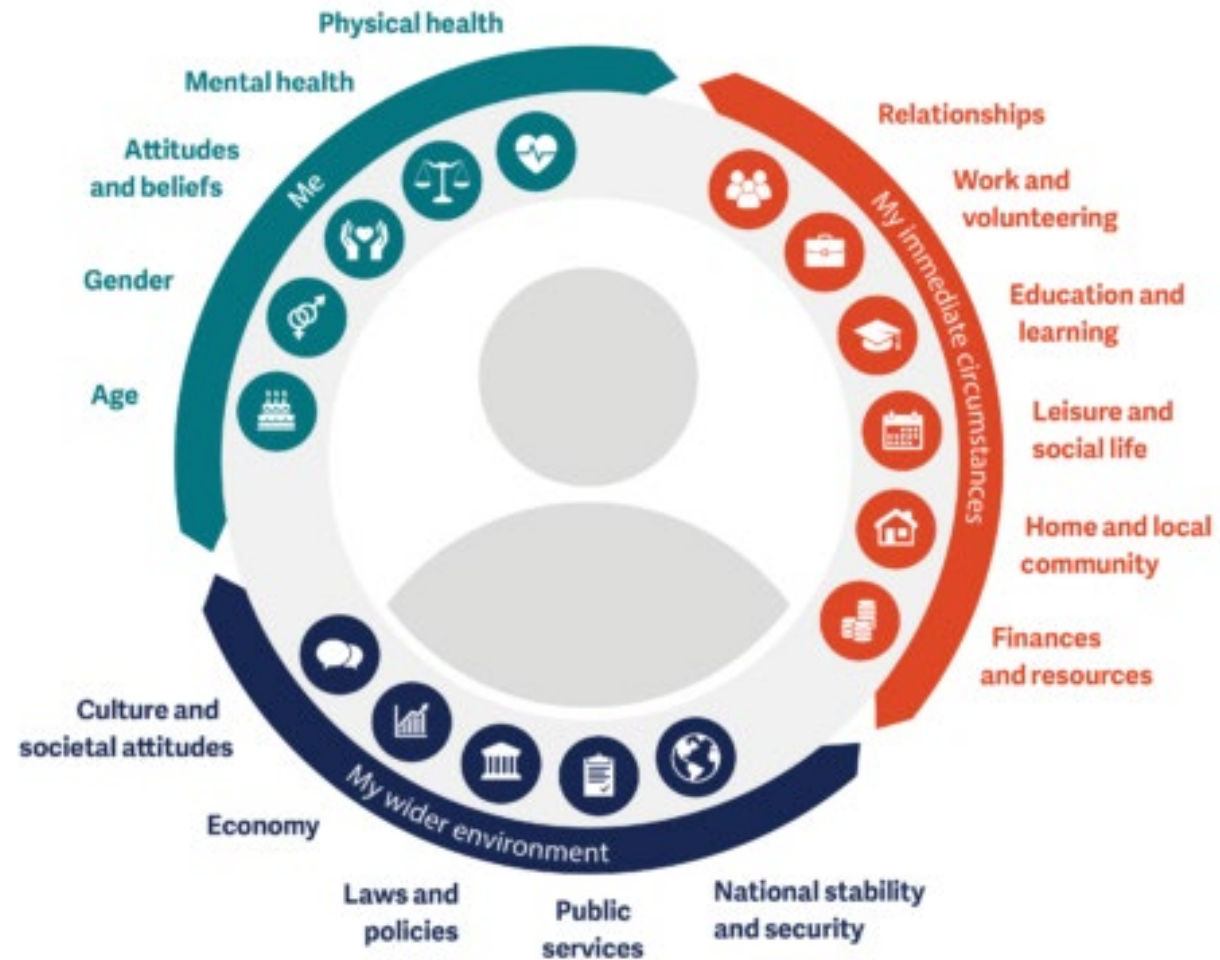 Physical health
Mental health
Attitudes
and beliefs
Gender
Age
Me
Relationships
Work and
volunteering
Education and
learning
Leisure and
social life
Home and local
community
Finances
and resources
My immediate circumstances
Culture and
societal attitudes
Economy
Laws and
policies
Public
services
National stability
and security
My wider environment